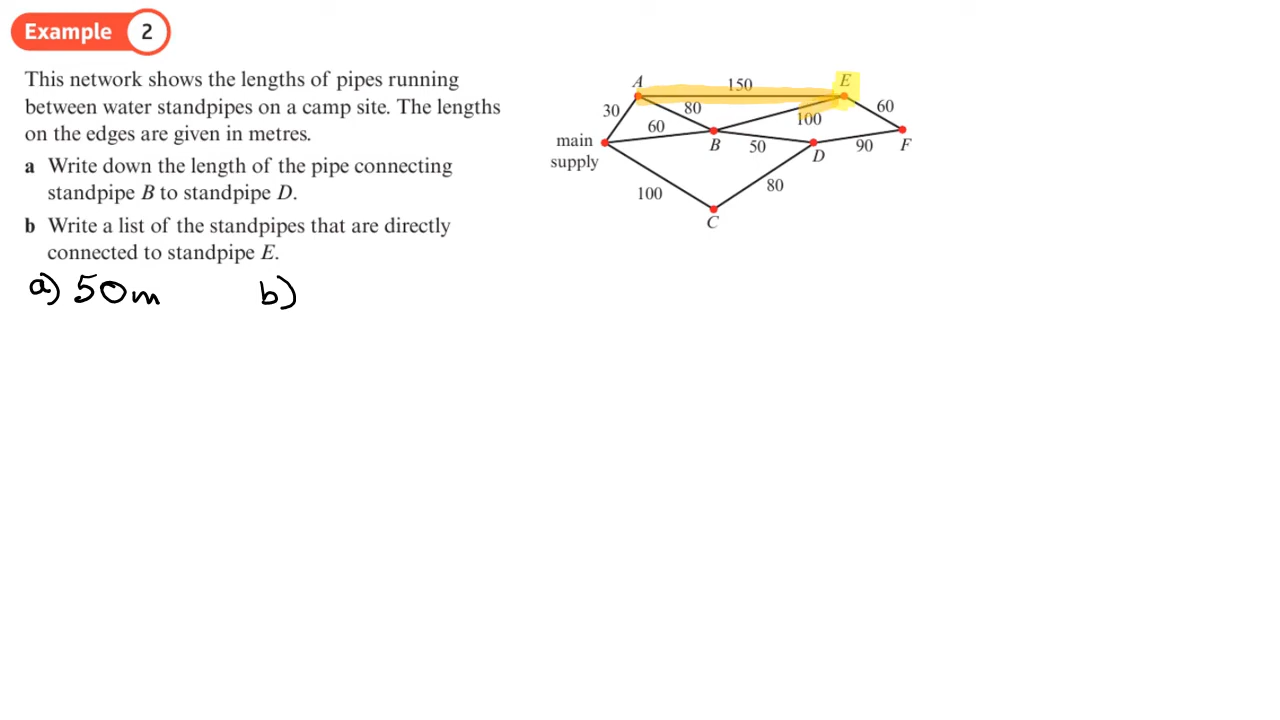 Example 2
This network shows the lengths of pipes running
between water standpipes on a camp site. The lengths
on the edges are given in metres.
a Write down the length of the pipe connecting
standpipe B to standpipe D.
b Write a list of the standpipes that are directly
connected to standpipe E.
a) 50m b)
A 150 E
30 80 60
60 100
main
supply
B 50 D 90 F
100 80
C